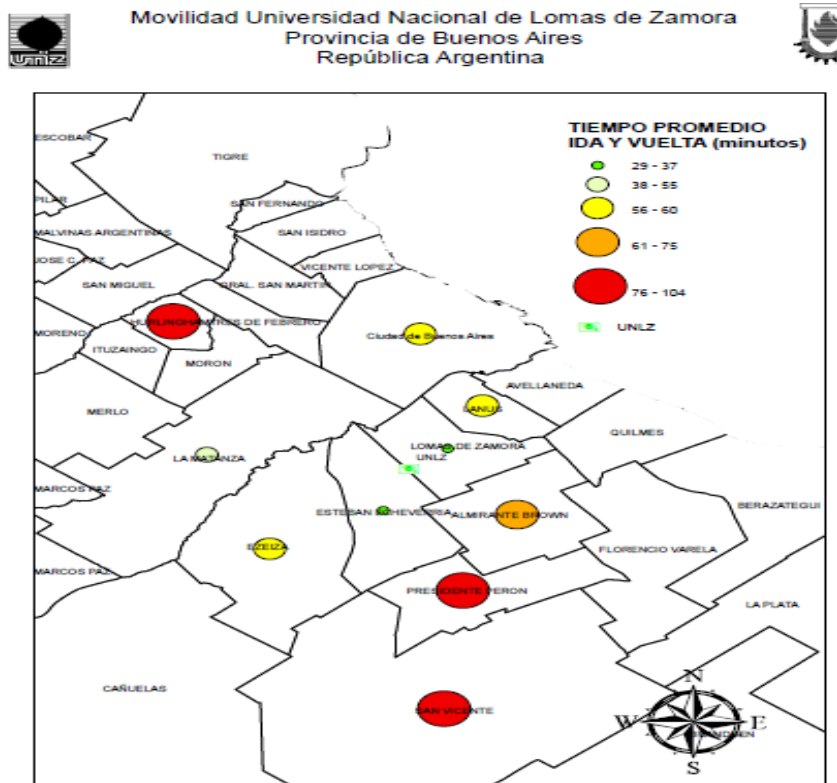 Movilidad Universidad Nacional de Lomas de Zamora
Provincia de Buenos Aires
República Argentina
TIEMPO PROMEDIO
IDA Y VUELTA (minutos)
29 - 37
38 - 55
56 - 60
61 - 75
76 - 104
UNLZ
ESCOBAR
TIGRE
PILAR
SAN FERNANDO
MALVINAS ARGENTINAS
SAN ISIDRO
JOSE C. PAZ
VICENTE LOPEZ
SAN MIGUEL
GRAL. SAN MARTIN
HURLINGHAM
TRES DE FEBRERO
MORENO
Ciudad de Buenos Aires
ITUZAINGO
MORON
AVELLANEDA
MERLO
LANUS
QUILMES
LOMAS DE ZAMORA
LA MATANZA
UNLZ
MARCOS PAZ
BERAZATEGUI
ESTEBAN ECHEVERRIA
ALMIRANTE BROWN
EZEIZA
FLORENCIO VARELA
MARCOS PAZ
PRESIDENTE PERON
LA PLATA
CAÑUELAS
SAN VICENTE
N
W
E
S